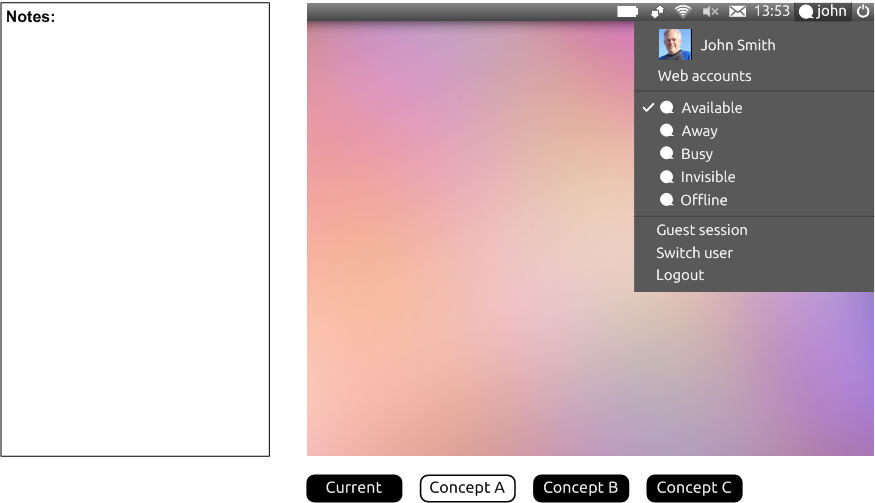 Notes:
13:53 john
John Smith
Web accounts
Available
Away
Busy
Invisible
Offline
Guest session
Switch user
Logout
Current Concept A Concept B Concept C